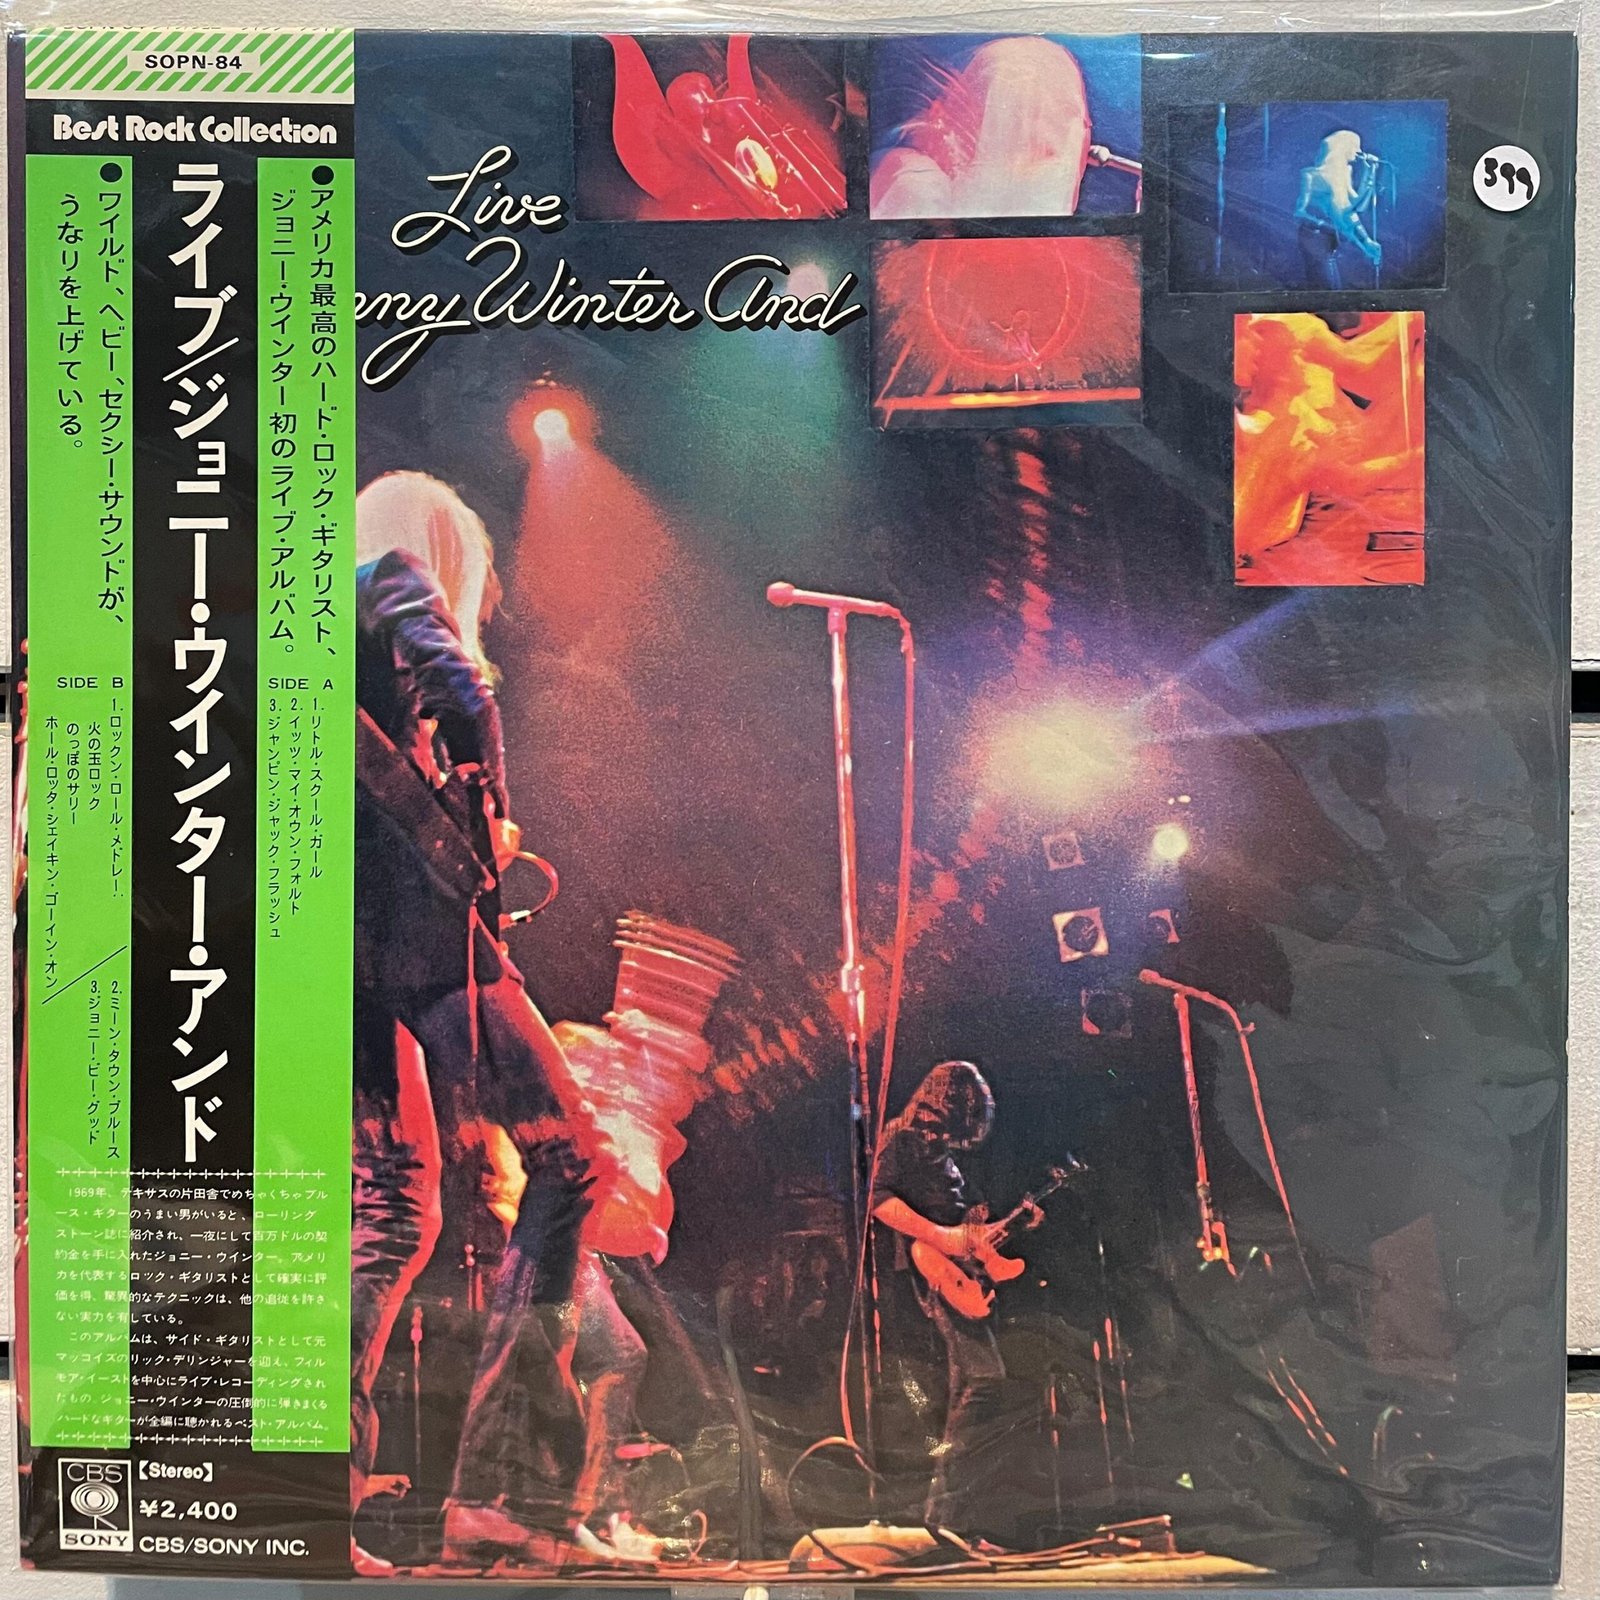 SOPN-84
Best Rock Collection
●アメリカ最高のハード・ロック・ギタリスト、
ジョニー・ウインター初のライブ・アルバム。
ライブ/ジョニー・ウインター・アンド
●ワイルド、ヘビー、セクシー・サウンドが、
うなりを上げている。
SIDE A
1.リトル・スクール・ガール
2.イッツ・マイ・オウン・フォルト
3.ジャンピン・ジャック・フラッシュ
SIDE B
1.ロックン・ロール・メドレー:
火の玉ロック
のっぽのサリー
ホール・ロッタ・シェイキン・ゴーイン・オン
2.ミーン・タウン・ブルース
3.ジョニー・ビー・グッド
1969年、テキサスの片田舎でめちゃくちゃブル
ース・ギターのうまい男がいると、ローリング
ストーン誌に紹介され、一夜にして百万ドルの契
約金を手に入れたジョニー・ウインター。アメリ
カを代表するロック・ギタリストとして確実に評
価を得、驚異的なテクニックは、他の追従を許さ
ない実力を有している。
このアルバムは、サイド・ギタリストとして元
マッコイズのリック・デリンジャーを迎え、フィル
モア・イーストを中心にライブ・レコーディングされ
たもの。ジョニー・ウインターの圧倒的に弾きまくる
ハードなギターが全編に聴かれるベスト・アルバム。
CBS
SONY
【Stereo】
¥2,400
CBS/SONY INC.
Live
nny Winter And
399